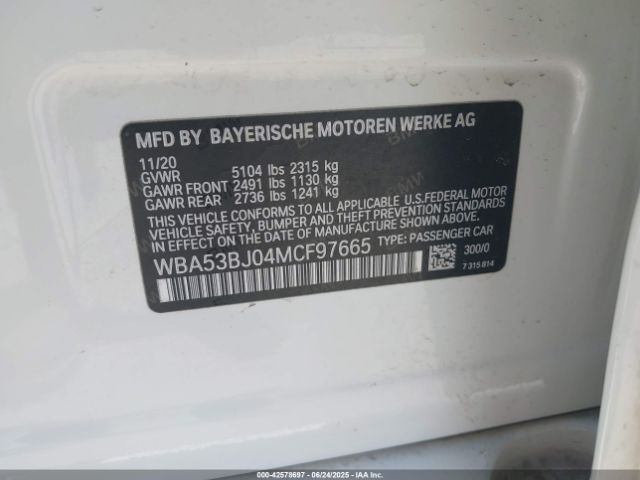 MFD BY BAYERISCHE MOTOREN WERKE AG
11/20
GVWR 5104 lbs 2315 kg
GAWR FRONT 2491 lbs 1130 kg
GAWR REAR 2736 lbs 1241 kg
THIS VEHICLE CONFORMS TO ALL APPLICABLE U.S.FEDERAL MOTOR
VEHICLE SAFETY, BUMPER, AND THEFT PREVENTION STANDARDS
IN EFFECT ON THE DATE OF MANUFACTURE SHOWN ABOVE.
WBA53BJ04MCF97665 TYPE: PASSENGER CAR
300/0
7 315 814
000-42578697 - 06/24/2025 - IAAI.COM